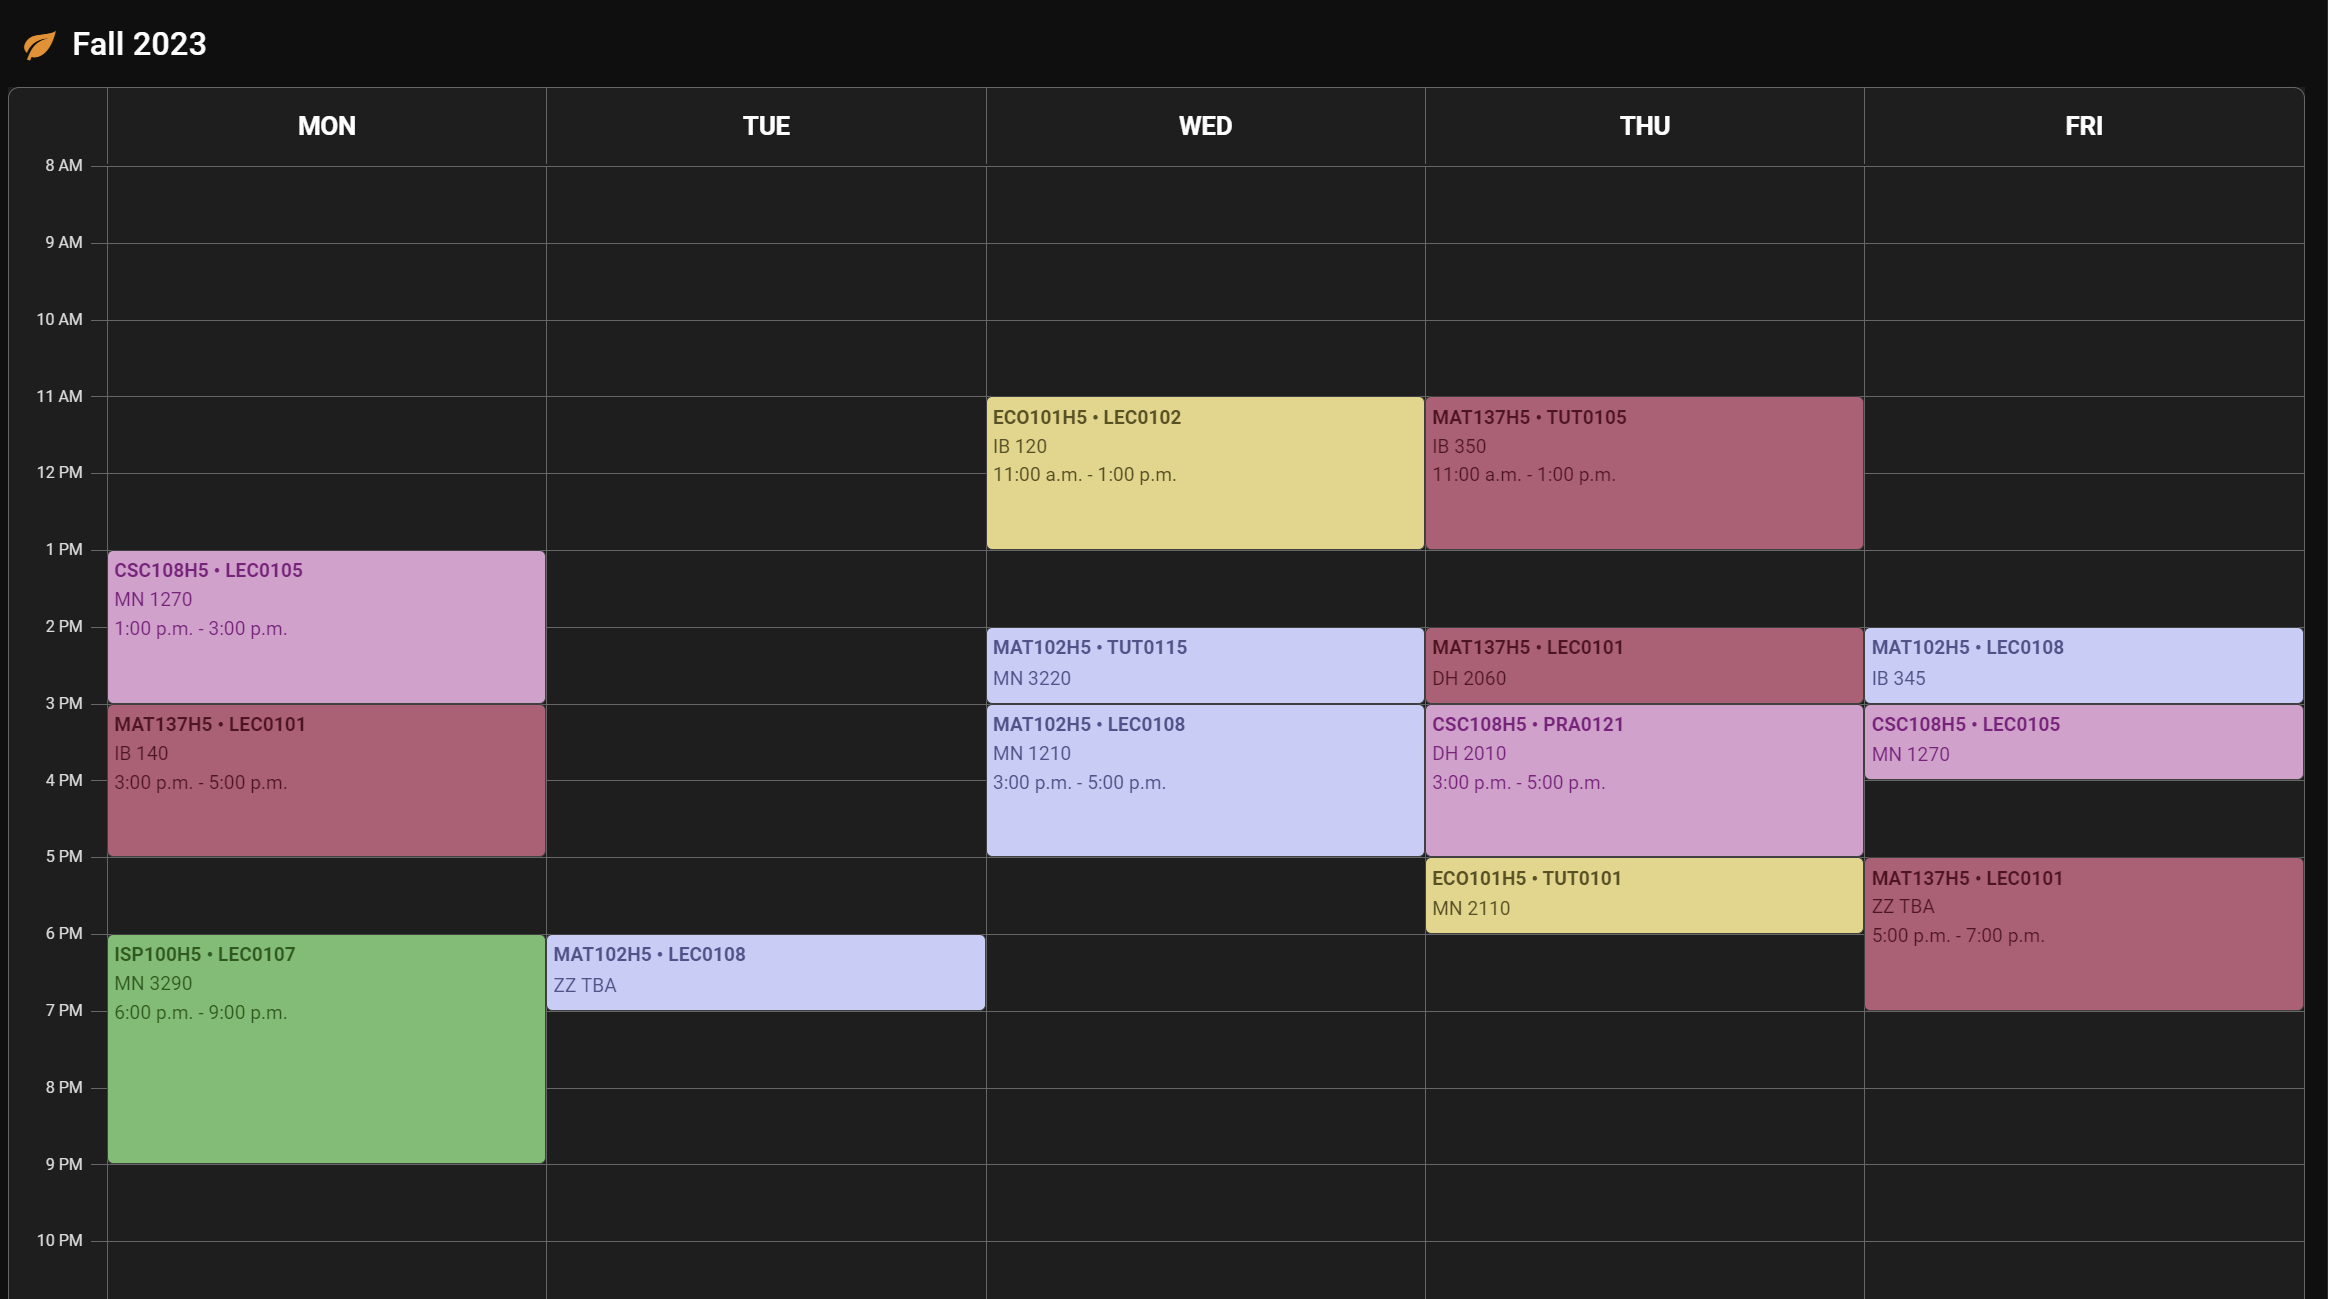 Fall 2023
MON
TUE
WED
THU
FRI
8 AM
9 AM
10 AM
11 AM
12 PM
1 PM
2 PM
3 PM
4 PM
5 PM
6 PM
7 PM
8 PM
9 PM
10 PM
CSC108H5 • LEC0105
MN 1270
1:00 p.m. - 3:00 p.m.
MAT137H5 • LEC0101
IB 140
3:00 p.m. - 5:00 p.m.
ISP100H5 • LEC0107
MN 3290
6:00 p.m. - 9:00 p.m.
MAT102H5 • LEC0108
ZZ TBA
ECO101H5 • LEC0102
IB 120
11:00 a.m. - 1:00 p.m.
MAT102H5 • TUT0115
MN 3220
MAT102H5 • LEC0108
MN 1210
3:00 p.m. - 5:00 p.m.
MAT137H5 • TUT0105
IB 350
11:00 a.m. - 1:00 p.m.
MAT137H5 • LEC0101
DH 2060
CSC108H5 • PRA0121
DH 2010
3:00 p.m. - 5:00 p.m.
ECO101H5 • TUT0101
MN 2110
MAT102H5 • LEC0108
IB 345
CSC108H5 • LEC0105
MN 1270
MAT137H5 • LEC0101
ZZ TBA
5:00 p.m. - 7:00 p.m.